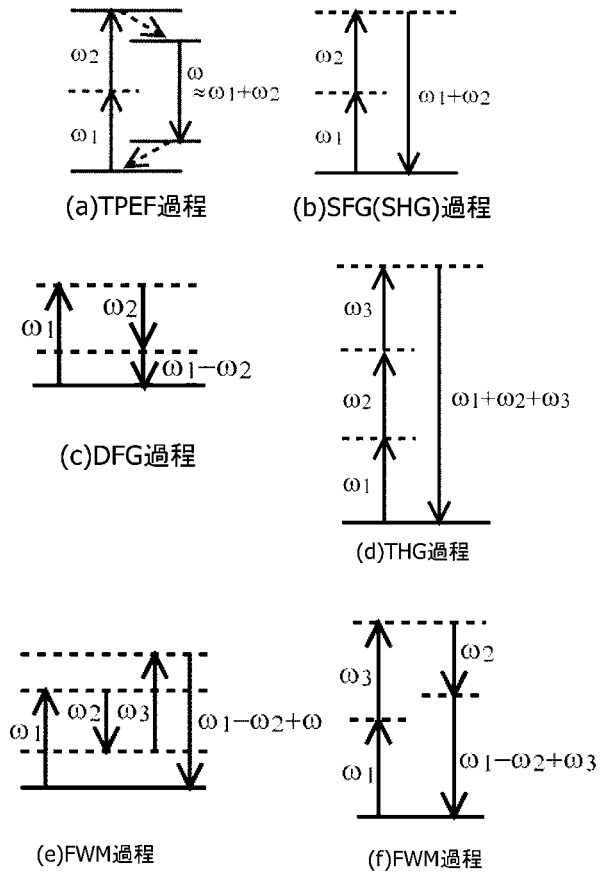 ω2
ω
≈ω1+ω2
ω1
(a)TPEF過程
ω2
ω1+ω2
ω1
(b)SFG(SHG)過程
ω1
ω2
ω1−ω2
(c)DFG過程
ω3
ω2
ω1+ω2+ω3
ω1
(d)THG過程
ω1
ω2
ω3
ω1−ω2+ω
(e)FWM過程
ω3
ω2
ω1
ω1−ω2+ω3
(f)FWM過程